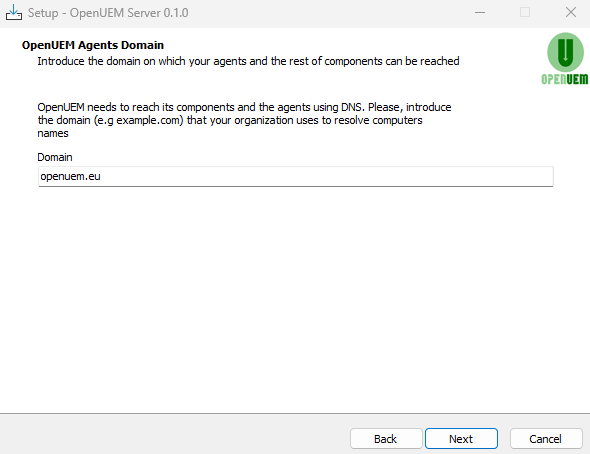 Setup - OpenUEM Server 0.1.0
OpenUEM Agents Domain
Introduce the domain on which your agents and the rest of components can be reached
U
OPENUEM
OpenUEM needs to reach its components and the agents using DNS. Please, introduce
the domain (e.g example.com) that your organization uses to resolve computers
names
Domain
openuem.eu
Back
Next
Cancel